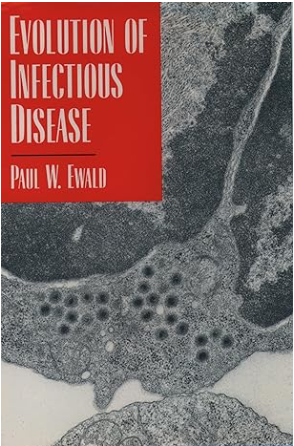 EVOLUTION OF
INFECTIOUS
DISEASE
PAUL W. EWALD